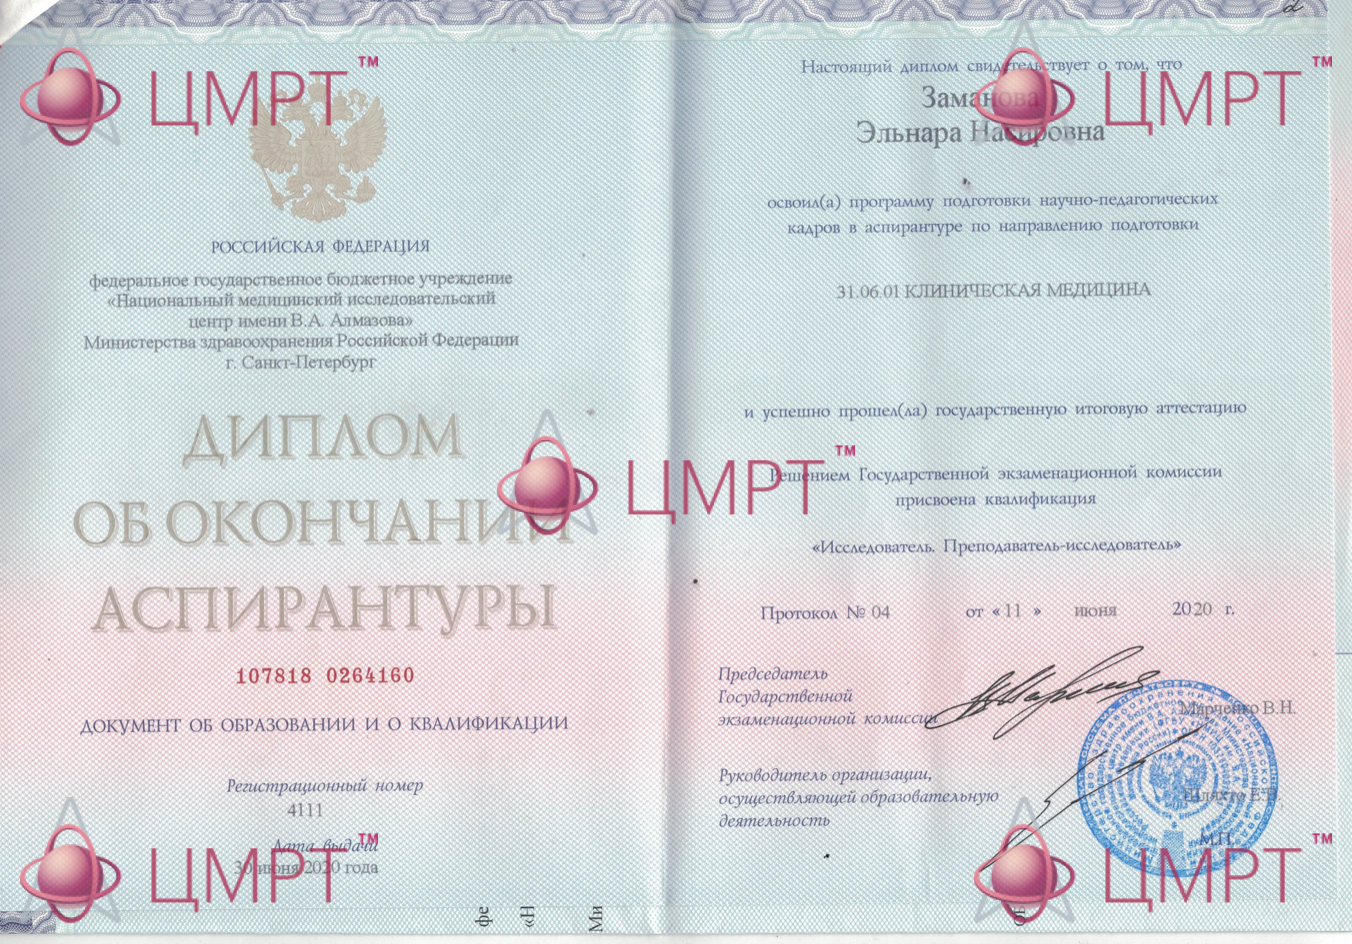 ЦМРТ™
РОССИЙСКАЯ ФЕДЕРАЦИЯ
федеральное государственное бюджетное учреждение
«Национальный медицинский исследовательский
центр имени В.А. Алмазова»
Министерства здравоохранения Российской Федерации
г. Санкт-Петербург
ДИПЛОМ
ОБ ОКОНЧАНИИ
АСПИРАНТУРЫ
107818 0264160
ДОКУМЕНТ ОБ ОБРАЗОВАНИИ И О КВАЛИФИКАЦИИ
Регистрационный номер
4111
Дата выдачи
30 июня 2020 года
ЦМРТ™
фе
«Н
Ми
ЦМРТ™
Настоящий диплом свидетельствует о том, что
ЦМРТ™
Заманова
Эльнара Насировна
освоил(а) программу подготовки научно-педагогических
кадров в аспирантуре по направлению подготовки
31.06.01 КЛИНИЧЕСКАЯ МЕДИЦИНА
и успешно прошел(ла) государственную итоговую аттестацию
Решением Государственной экзаменационной комиссии
присвоена квалификация
«Исследователь. Преподаватель-исследователь»
Протокол № 04 от « 11 » июня 2020 г.
Председатель
Государственной
экзаменационной комиссии
Марченко В.Н.
Руководитель организации,
осуществляющей образовательную
деятельность
Шляхто Е.В.
М.П.
ЦМРТ™